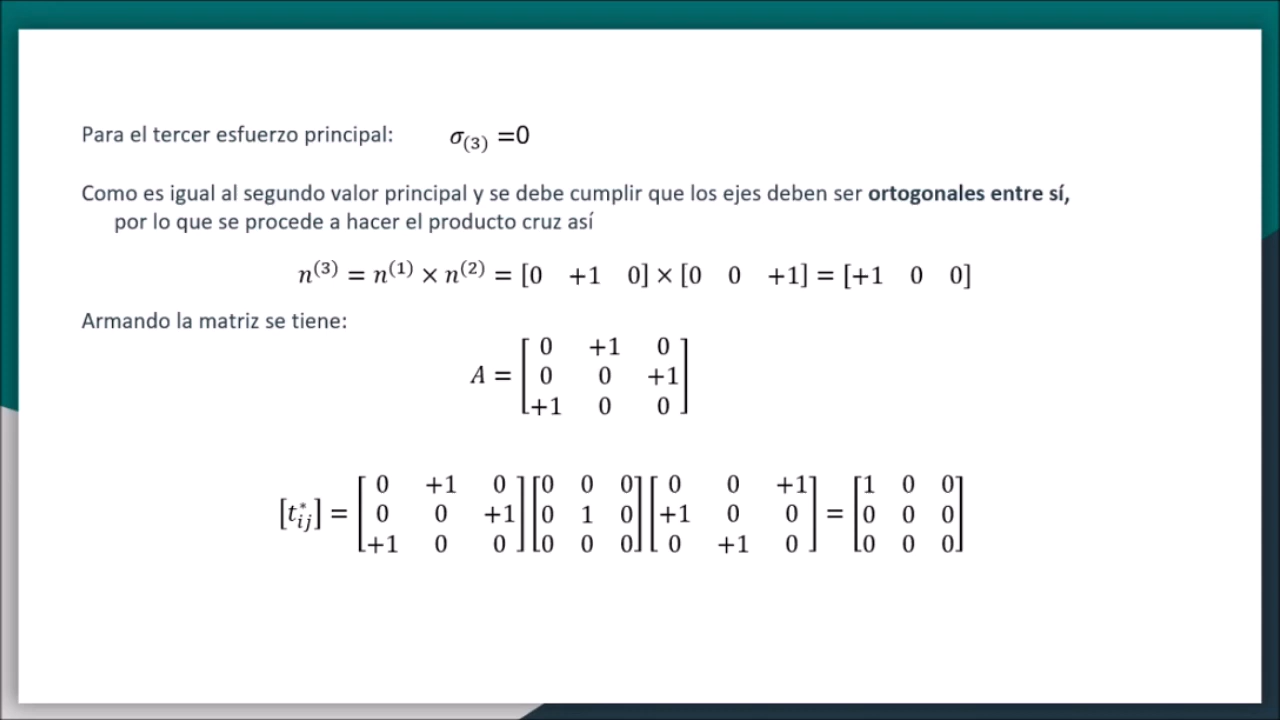 Para el tercer esfuerzo principal: σ(3) =0
Como es igual al segundo valor principal y se debe cumplir que los ejes deben ser ortogonales entre sí,
por lo que se procede a hacer el producto cruz así
n(3) = n(1) × n(2) = [0 +1 0] × [0 0 +1] = [+1 0 0]
Armando la matriz se tiene:
0 +1 0
A = [ 0 0 +1 ]
+1 0 0
0 +1 0 0 0 0 0 0 +1 1 0 0
[t*ij] = [ 0 0 +1 ] [ 0 1 0 ] [ +1 0 0 ] = [ 0 0 0 ]
+1 0 0 0 0 0 0 +1 0 0 0 0